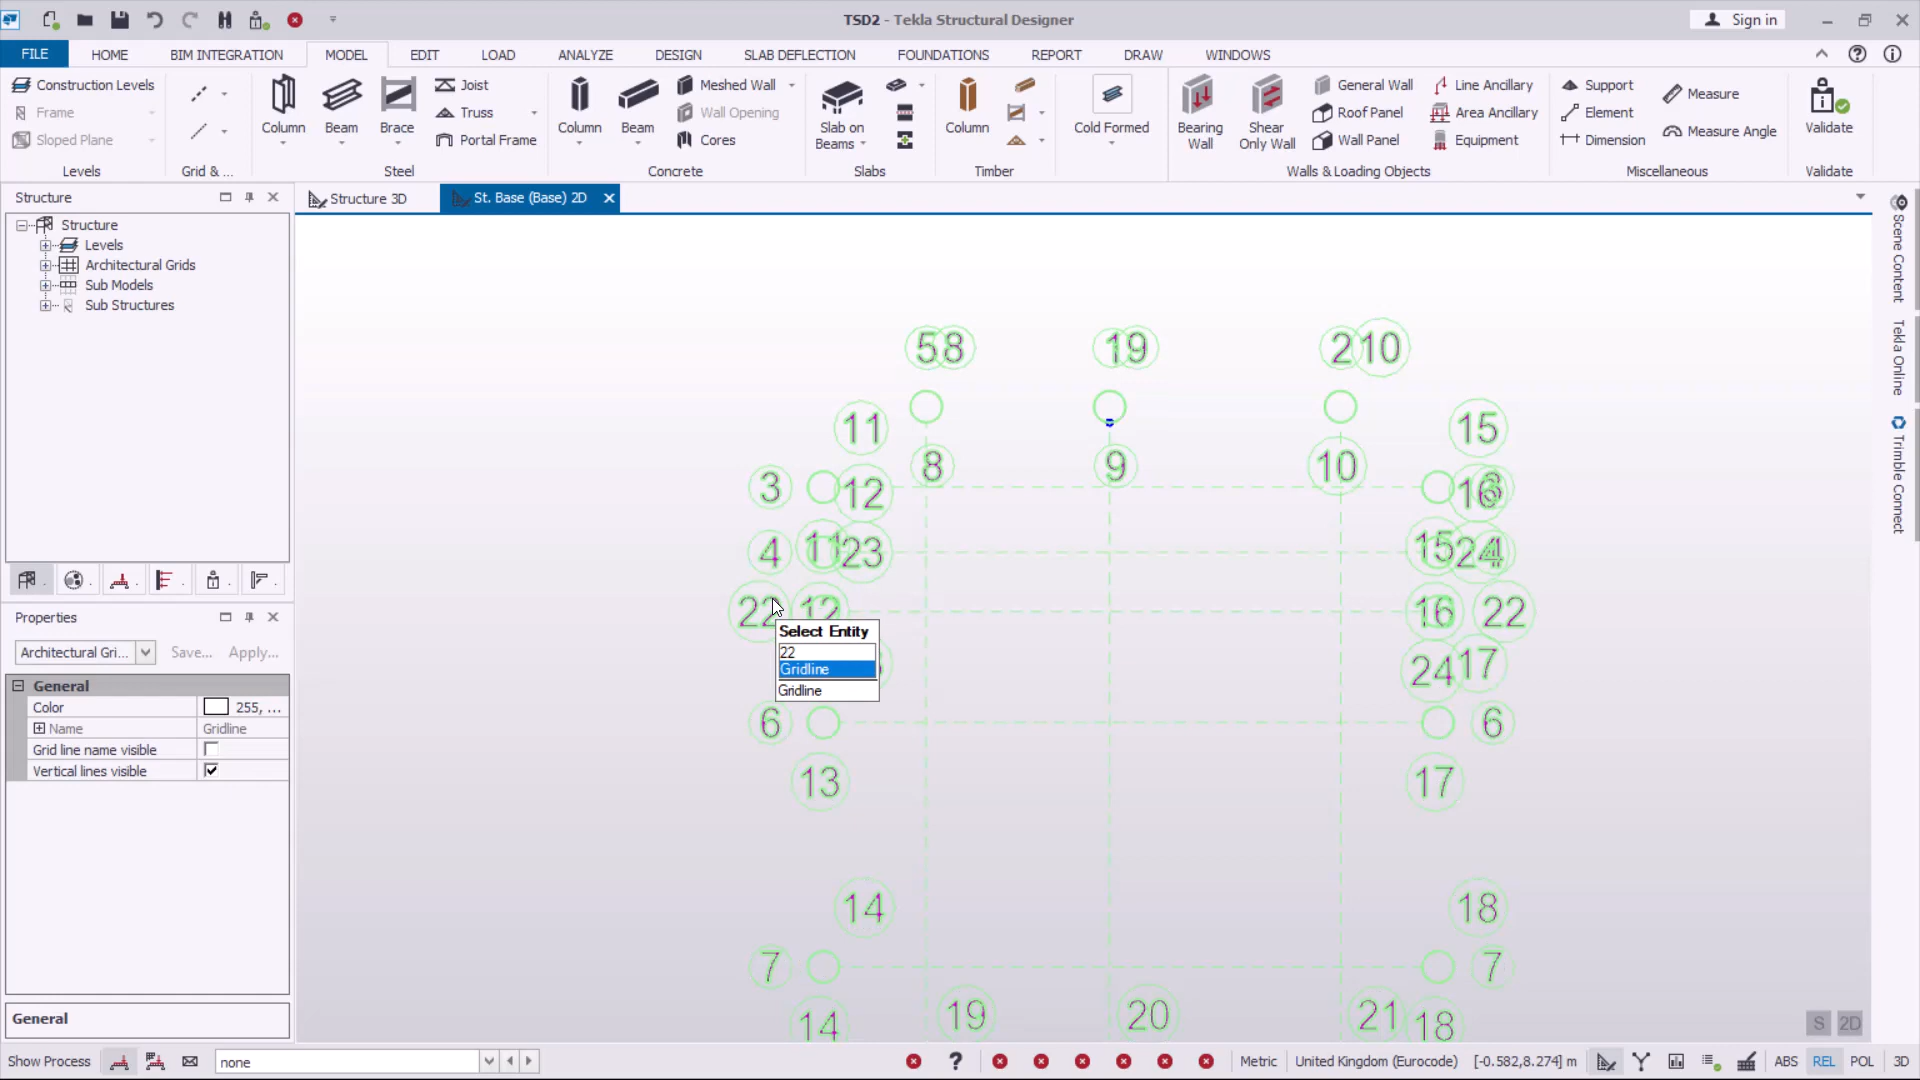 TSD2 - Tekla Structural Designer
Sign in
FILE
HOME
BIM INTEGRATION
MODEL
EDIT
LOAD
ANALYZE
DESIGN
SLAB DEFLECTION
FOUNDATIONS
REPORT
DRAW
WINDOWS
Construction Levels
Frame
Sloped Plane
Levels
Grid & ...
Column
Beam
Brace
Joist
Truss
Portal Frame
Steel
Column
Beam
Meshed Wall
Wall Opening
Cores
Concrete
Slab on
Beams
Slabs
Column
Timber
Cold Formed
Bearing
Wall
Shear
Only Wall
General Wall
Roof Panel
Wall Panel
Line Ancillary
Area Ancillary
Equipment
Walls & Loading Objects
Support
Element
Dimension
Measure
Measure Angle
Miscellaneous
Validate
Validate
Structure
Structure
Levels
Architectural Grids
Sub Models
Sub Structures
Properties
Architectural Gri...
Save...
Apply...
General
Color
255, ...
Name
Gridline
Grid line name visible
Vertical lines visible
General
Structure 3D
St. Base (Base) 2D
58
19
210
11
15
8
9
10
3
12
16
4
11
23
15
24
4
22
12
16
22
Select Entity
22
Gridline
Gridline
24
17
6
6
13
17
14
18
7
7
19
20
21
14
18
S
2D
Scene Content
Tekla Online
Trimble Connect
Show Process
none
Metric
United Kingdom (Eurocode)
[-0.582,8.274] m
ABS
REL
POL
3D